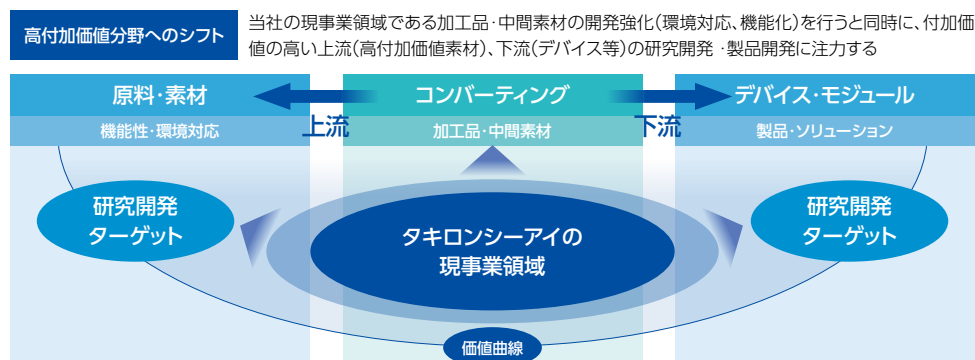 高付加価値分野へのシフト
当社の現事業領域である加工品・中間素材の開発強化(環境対応、機能化)を行うと同時に、付加価
値の高い上流(高付加価値素材)、下流(デバイス等)の研究開発・製品開発に注力する
原料・素材
コンバーティング
デバイス・モジュール
上流
下流
機能性・環境対応
加工品・中間素材
製品・ソリューション
研究開発
ターゲット
タキロンシーアイの
現事業領域
研究開発
ターゲット
価値曲線